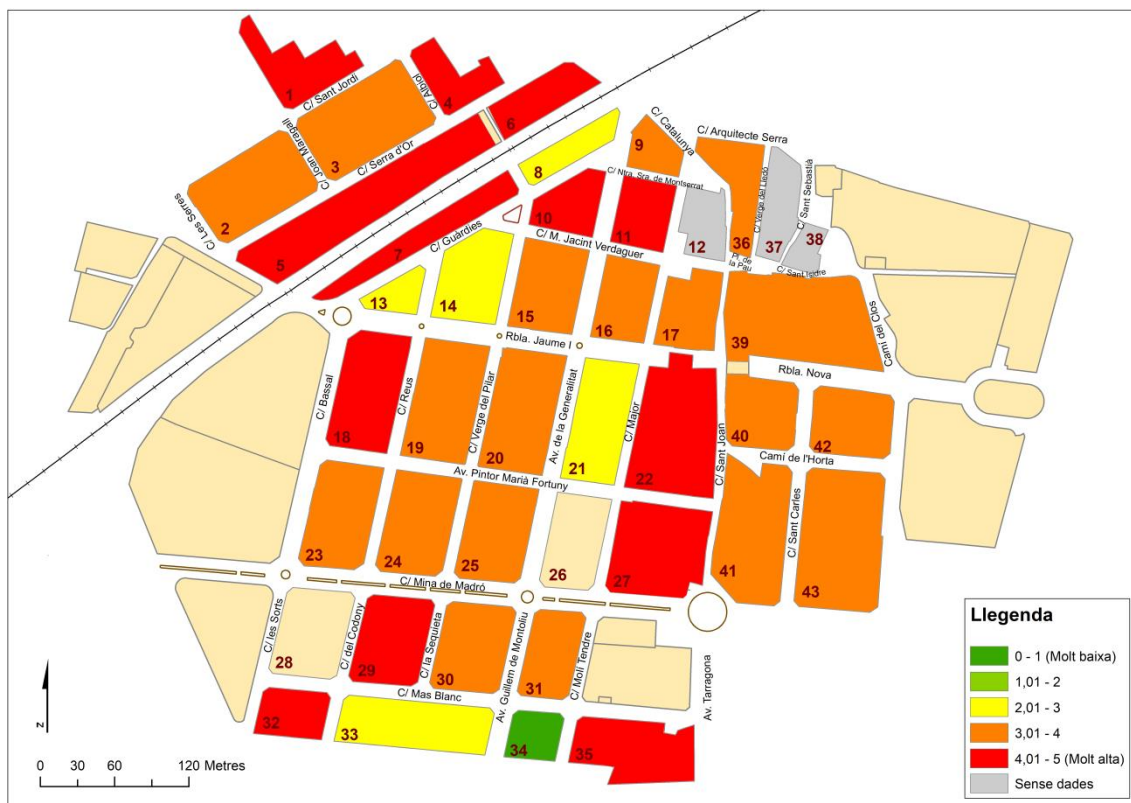 1
C/ Sant Jordi
C/ Albiol
4
6
C/ Joan Maragall
3
C/ Serra d'Or
C/ Les Serres
2
5
7
C/ Guàrdies
8
9
C/ Catalunya
C/ Arquitecte Serra
C/ Ntra. Sra. de Montserrat
C/ Verge del Lledó
C/ Sant Sebastià
10
11
12
36
37
38
C/ M. Jacint Verdaguer
Pl. de
la Pau
C/ Sant Isidre
13
14
15
16
17
39
Camí del Clos
Rbla. Jaume I
Rbla. Nova
C/ Bassal
C/ Reus
C/ Verge del Pilar
Av. de la Generalitat
C/ Major
C/ Sant Joan
18
19
20
21
22
40
42
Camí de l'Horta
Av. Pintor Marià Fortuny
C/ Sant Carles
23
24
25
26
27
41
43
C/ Mina de Madró
C/ les Sorts
C/ del Codony
C/ la Sequieta
Av. Guillem de Montoliu
C/ Molí Tendre
Av. Tarragona
28
29
30
31
C/ Mas Blanc
32
33
34
35
N
0 30 60 120 Metres
Llegenda
0 - 1 (Molt baixa)
1,01 - 2
2,01 - 3
3,01 - 4
4,01 - 5 (Molt alta)
Sense dades